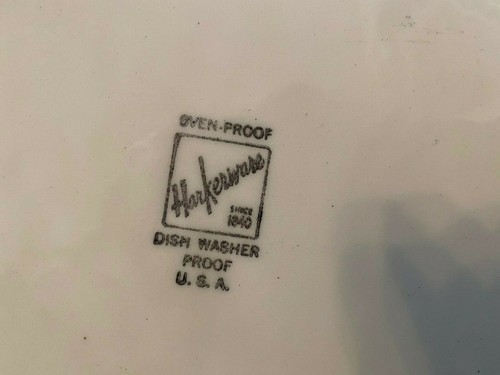 OVEN-PROOF
Harkerware
SINCE
1840
DISH WASHER
PROOF
U. S. A.